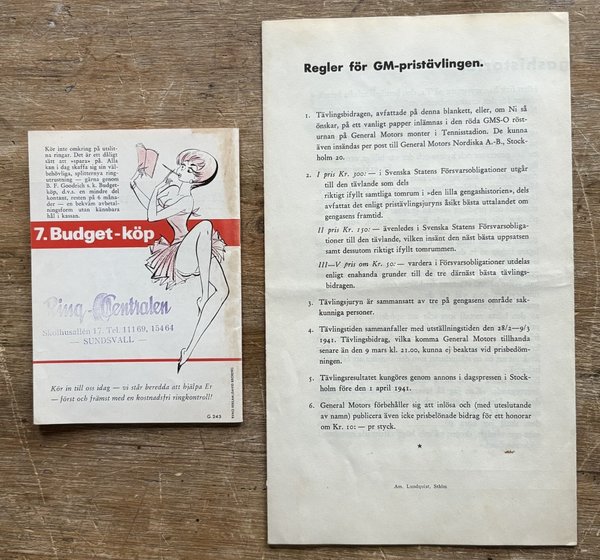 Kör inte omkring på utslit-
na ringar. Det är ett dåligt
sätt att »spara» på. Alla
kan i dag skaffa sig sin väl-
behövliga, splitternya ring-
utrustning — gärna genom
B. F. Goodrich s. k. Budget-
köp, d.v.s. en mindre del
kontant, resten på 6 måna-
der — en bekväm avbetal-
ningsform utan kännbara
hål i kassan.
7. Budget-köp
Ring-Centralen
Skolhusallén 17. Tel. 111 69, 154 64
— SUNDSVALL —
Kör in till oss idag — vi står beredda att hjälpa Er
— först och främst med en kostnadsfri ringkontroll!
G 243
Regler för GM-pristävlingen.
1. Tävlingsbidragen, avfattade på denna blankett, eller, om Ni så
önskar, på ett vanligt papper inlämnas i den röda GMS-O röst-
urnan på General Motors monter i Tennisstadion. De kunna
även insändas per post till General Motors Nordiska A.-B., Stock-
holm 20.
2. I pris Kr. 300: — i Svenska Statens Försvarsobligationer utgår
till den tävlande som dels
riktigt ifyllt samtliga tomrum i »den lilla gengashistorien», dels
avfattat det enligt pristävlingsjuryns åsikt bästa uttalandet om
gengasens framtid.
II pris Kr. 150: — ävenledes i Svenska Statens Försvarsobliga-
tioner till den tävlande, vilken insänt den näst bästa uppsatsen
samt dessutom riktigt ifyllt tomrummen.
III—V pris om Kr. 50: — vardera i Försvarsobligationer utdelas
enligt enahanda grunder till de tre därnäst bästa tävlings-
bidragen.
3. Tävlingsjuryn är sammansatt av tre på gengasens område sak-
kunniga personer.
4. Tävlingstiden sammanfaller med utställningstiden den 28/2—9/3
1941. Tävlingsbidrag, vilka komma General Motors tillhanda
senare än den 9 mars kl. 21.00, kunna ej beaktas vid prisbedöm-
ningen.
5. Tävlingsresultatet kungöres genom annons i dagspressen i Stock-
holm före den 1 april 1941.
6. General Motors förbehåller sig att inlösa och (med uteslutande
av namn) publicera även icke prisbelönade bidrag för ett honorar
om Kr. 10: — pr styck.
Am. Lundquist, Sthlm